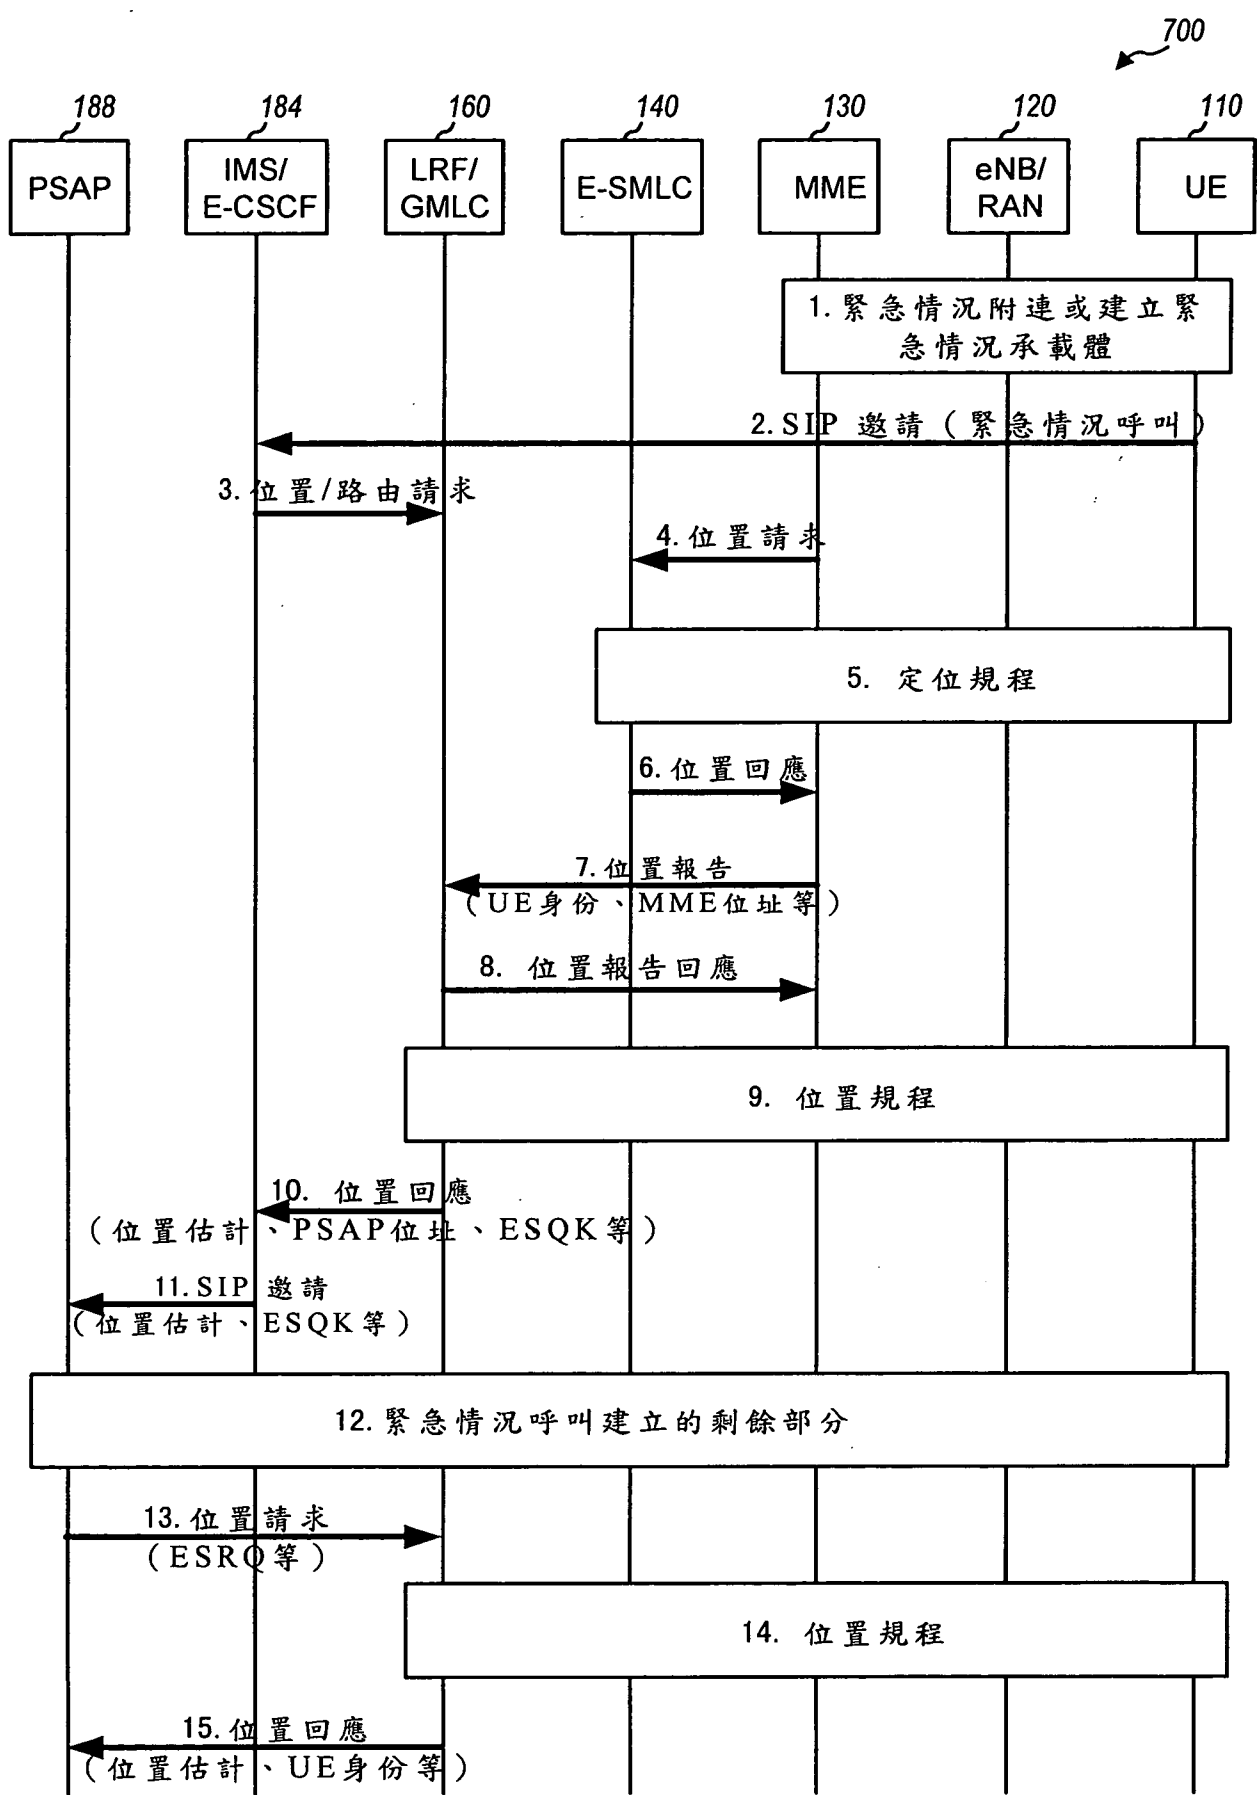 700
188
184
160
140
130
120
110
PSAP
IMS/
E-CSCF
LRF/
GMLC
E-SMLC
MME
eNB/
RAN
UE
1.緊急情況附連或建立緊
急情況承載體
2.SIP 邀請（緊急情況呼叫）
3.位置/路由請求
4.位置請求
5. 定位規程
6.位置回應
7.位置報告
（UE身份、MME位址等）
8. 位置報告回應
9. 位置規程
10. 位置回應
（位置估計、PSAP位址、ESQK等）
11.SIP 邀請
（位置估計、ESQK等）
12.緊急情況呼叫建立的剩餘部分
13.位置請求
（ESRQ等）
14. 位置規程
15.位置回應
（位置估計、UE身份等）